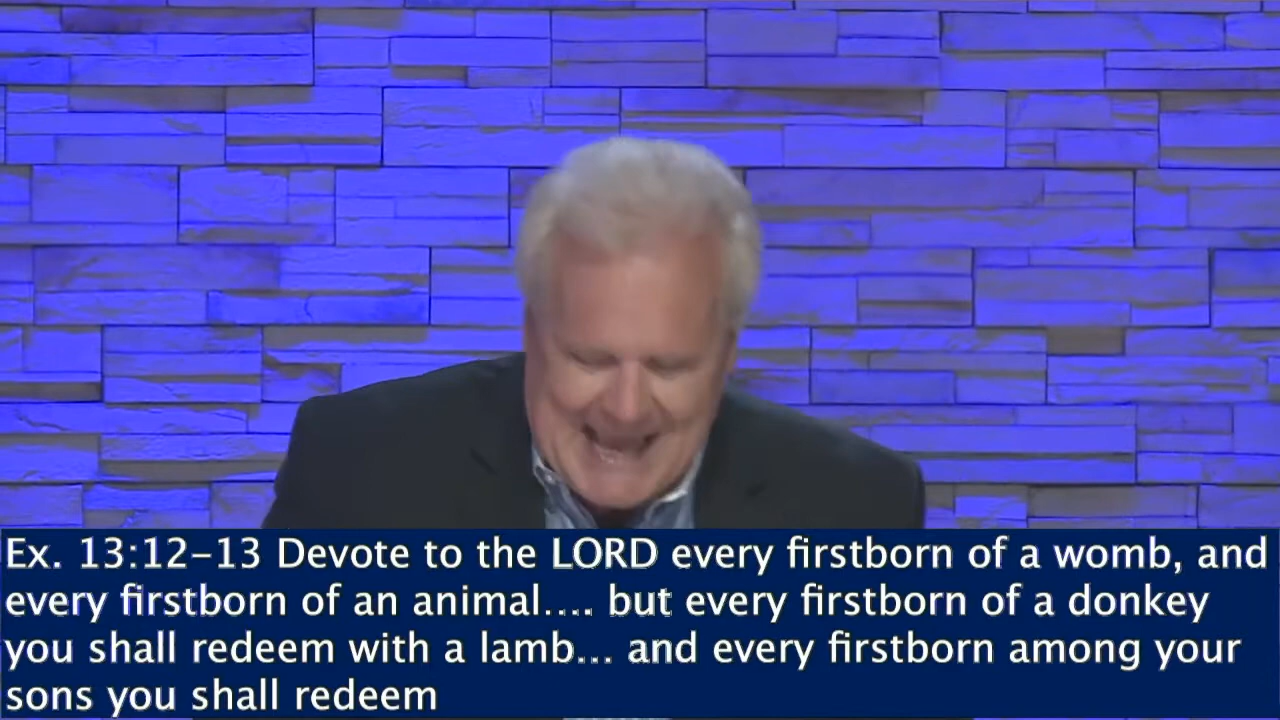 Ex. 13:12-13 Devote to the LORD every firstborn of a womb, and
every firstborn of an animal.... but every firstborn of a donkey
you shall redeem with a lamb... and every firstborn among your
sons you shall redeem